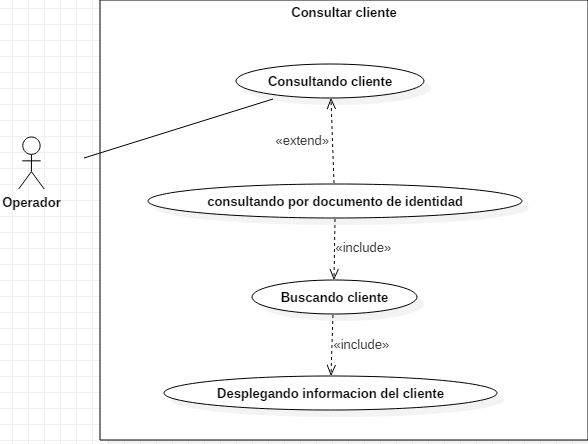 Consultar cliente
Consultando cliente
«extend»
Operador
consultando por documento de identidad
«include»
Buscando cliente
«include»
Desplegando informacion del cliente